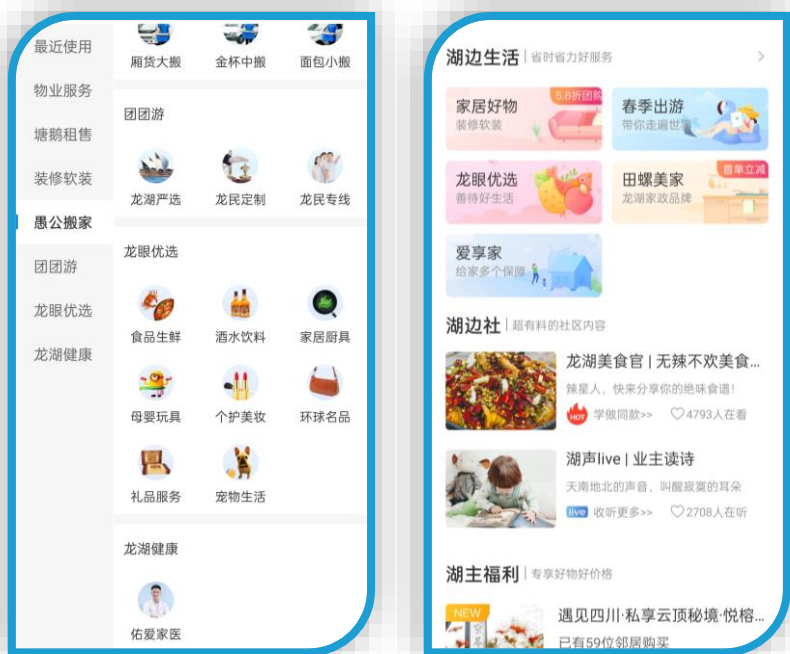 最近使用
物业服务
塘鹅租售
装修软装
愚公搬家
团团游
龙眼优选
龙湖健康
厢货大搬
金杯中搬
面包小搬
团团游
龙湖严选
龙民定制
龙民专线
龙眼优选
食品生鲜
酒水饮料
家居厨具
母婴玩具
个护美妆
环球名品
礼品服务
宠物生活
龙湖健康
佑爱家医
湖边生活 | 省时省力好服务
家居好物
5.8折团购
装修软装
春季出游
带你走遍世界
龙眼优选
善待好生活
田螺美家
首单立减
龙湖家政品牌
爱享家
给家多个保障
湖边社 | 超有料的社区内容
龙湖美食官 | 无辣不欢美食...
辣星人，快来分享你的绝味食谱!
HOT 学做同款>> 4793人在看
湖声live | 业主读诗
天南地北的声音，叫醒寂寞的耳朵
live 收听更多>> 2708人在听
湖主福利 | 专享好物好价格
NEW
遇见四川·私享云顶秘境·悦榕...
已有59位邻居购买